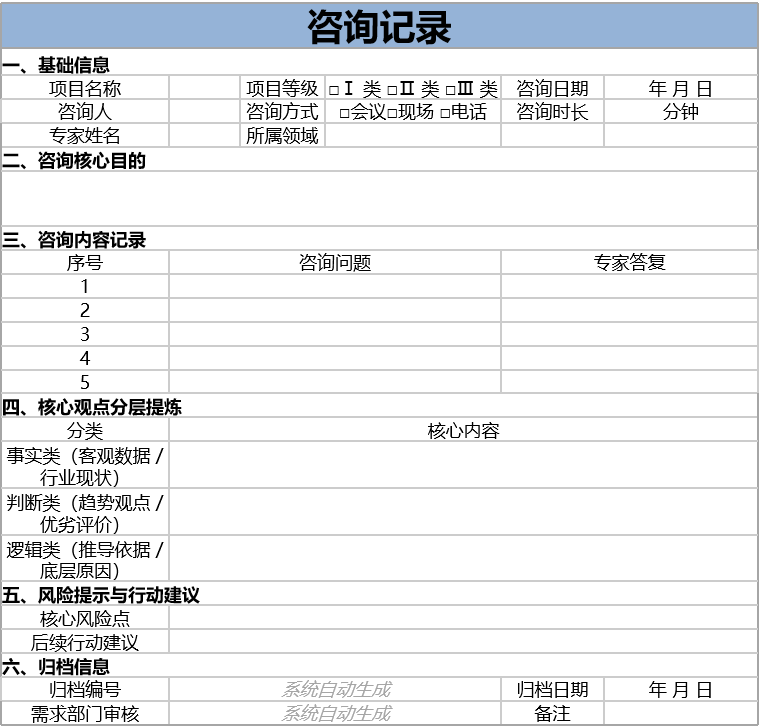 咨询记录
一、基础信息
项目名称 项目等级 □Ⅰ 类 □Ⅱ 类 □Ⅲ 类 咨询日期 年 月 日
咨询人 咨询方式 □会议□现场 □电话 咨询时长 分钟
专家姓名 所属领域
二、咨询核心目的
三、咨询内容记录
序号 咨询问题 专家答复
1
2
3
4
5
四、核心观点分层提炼
分类 核心内容
事实类（客观数据 /
行业现状）
判断类（趋势观点 /
优劣评价）
逻辑类（推导依据 /
底层原因）
五、风险提示与行动建议
核心风险点
后续行动建议
六、归档信息
归档编号 系统自动生成 归档日期 年 月 日
需求部门审核 系统自动生成 备注